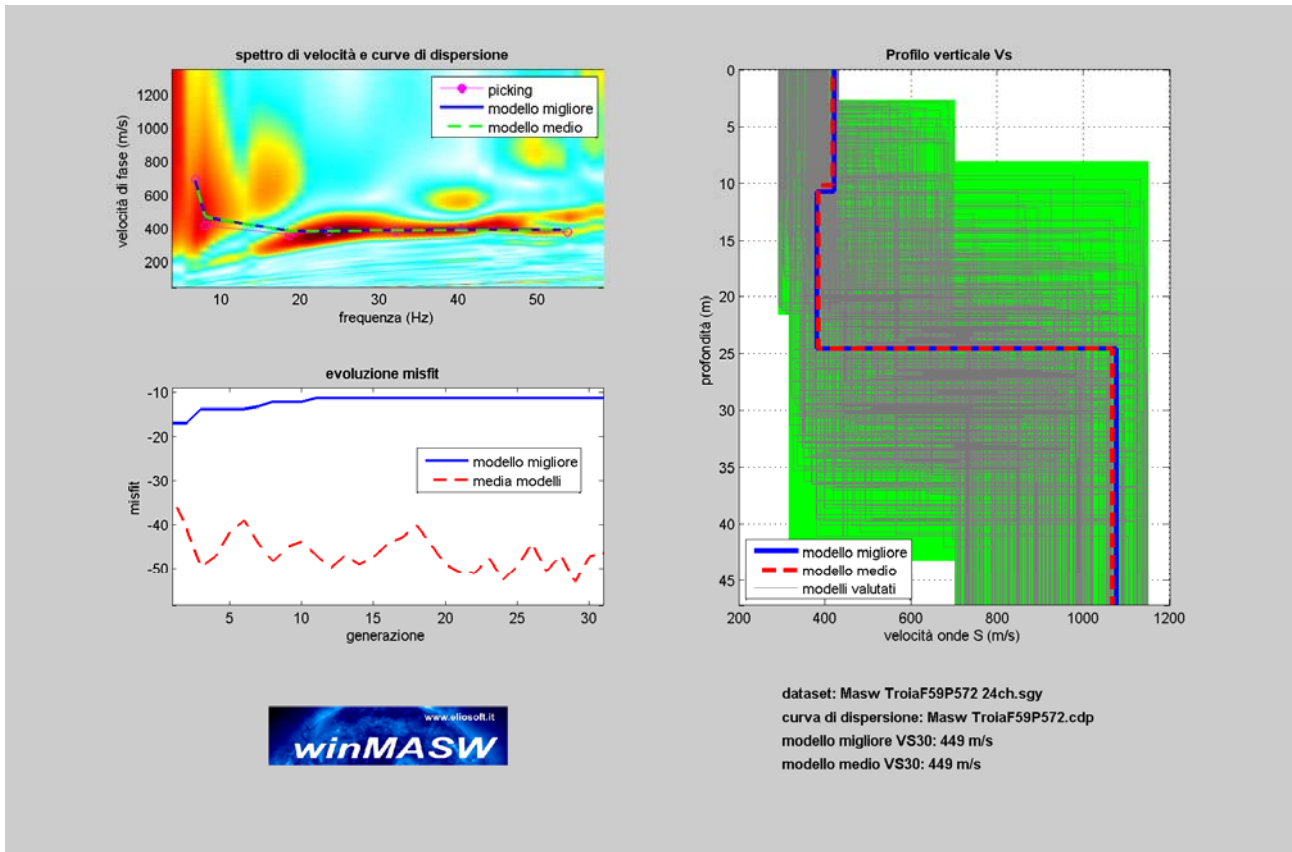 spettro di velocità e curve di dispersione
1200
1000
800
600
400
200
velocità di fase (m/s)
picking
modello migliore
modello medio
10 20 30 40 50
frequenza (Hz)
evoluzione misfit
-10
-20
-30
-40
-50
misfit
modello migliore
media modelli
5 10 15 20 25 30
generazione
www.eliosoft.it
winMASW
Profilo verticale Vs
0
5
10
15
20
25
30
35
40
45
profondità (m)
modello migliore
modello medio
modelli valutati
200 400 600 800 1000 1200
velocità onde S (m/s)
dataset: Masw TroiaF59P572 24ch.sgy
curva di dispersione: Masw TroiaF59P572.cdp
modello migliore VS30: 449 m/s
modello medio VS30: 449 m/s